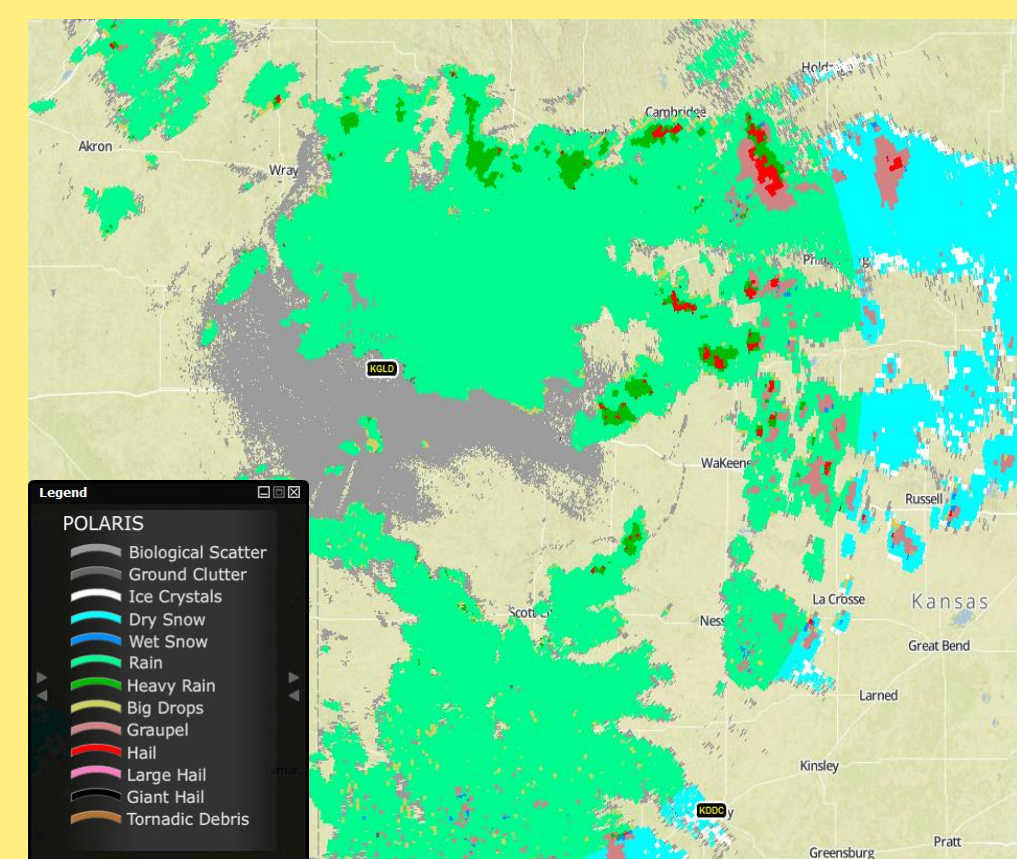 Holdrege
Cambridge
Akron
Wray
KGLD
WaKeene
Russell
La Crosse
Kansas
Great Bend
Larned
Kinsley
KDDC
Pratt
Greensburg
Legend
POLARIS
Biological Scatter
Ground Clutter
Ice Crystals
Dry Snow
Wet Snow
Rain
Heavy Rain
Big Drops
Graupel
Hail
Large Hail
Giant Hail
Tornadic Debris